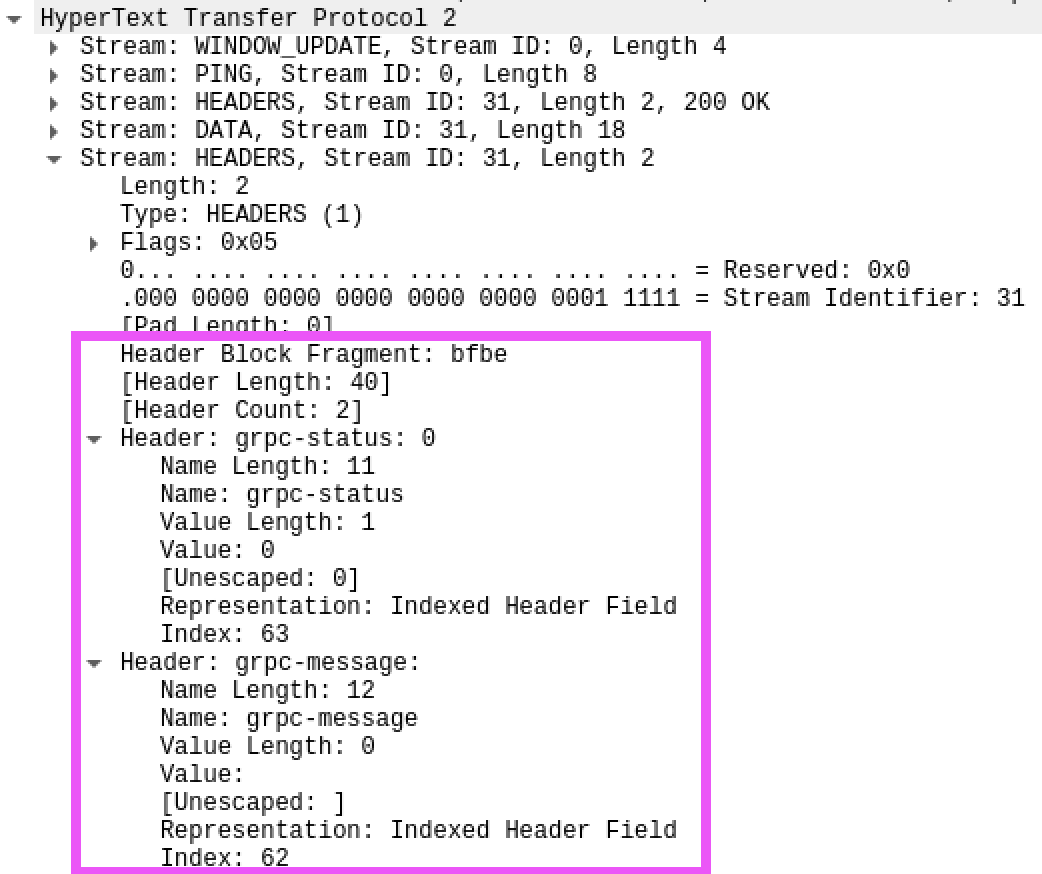 HyperText Transfer Protocol 2
Stream: WINDOW_UPDATE, Stream ID: 0, Length 4
Stream: PING, Stream ID: 0, Length 8
Stream: HEADERS, Stream ID: 31, Length 2, 200 OK
Stream: DATA, Stream ID: 31, Length 18
Stream: HEADERS, Stream ID: 31, Length 2
Length: 2
Type: HEADERS (1)
Flags: 0x05
0... .... .... .... .... .... .... .... = Reserved: 0x0
.000 0000 0000 0000 0000 0000 0001 1111 = Stream Identifier: 31
[Pad Length: 0]
Header Block Fragment: bfbe
[Header Length: 40]
[Header Count: 2]
Header: grpc-status: 0
Name Length: 11
Name: grpc-status
Value Length: 1
Value: 0
[Unescaped: 0]
Representation: Indexed Header Field
Index: 63
Header: grpc-message:
Name Length: 12
Name: grpc-message
Value Length: 0
Value:
[Unescaped: ]
Representation: Indexed Header Field
Index: 62